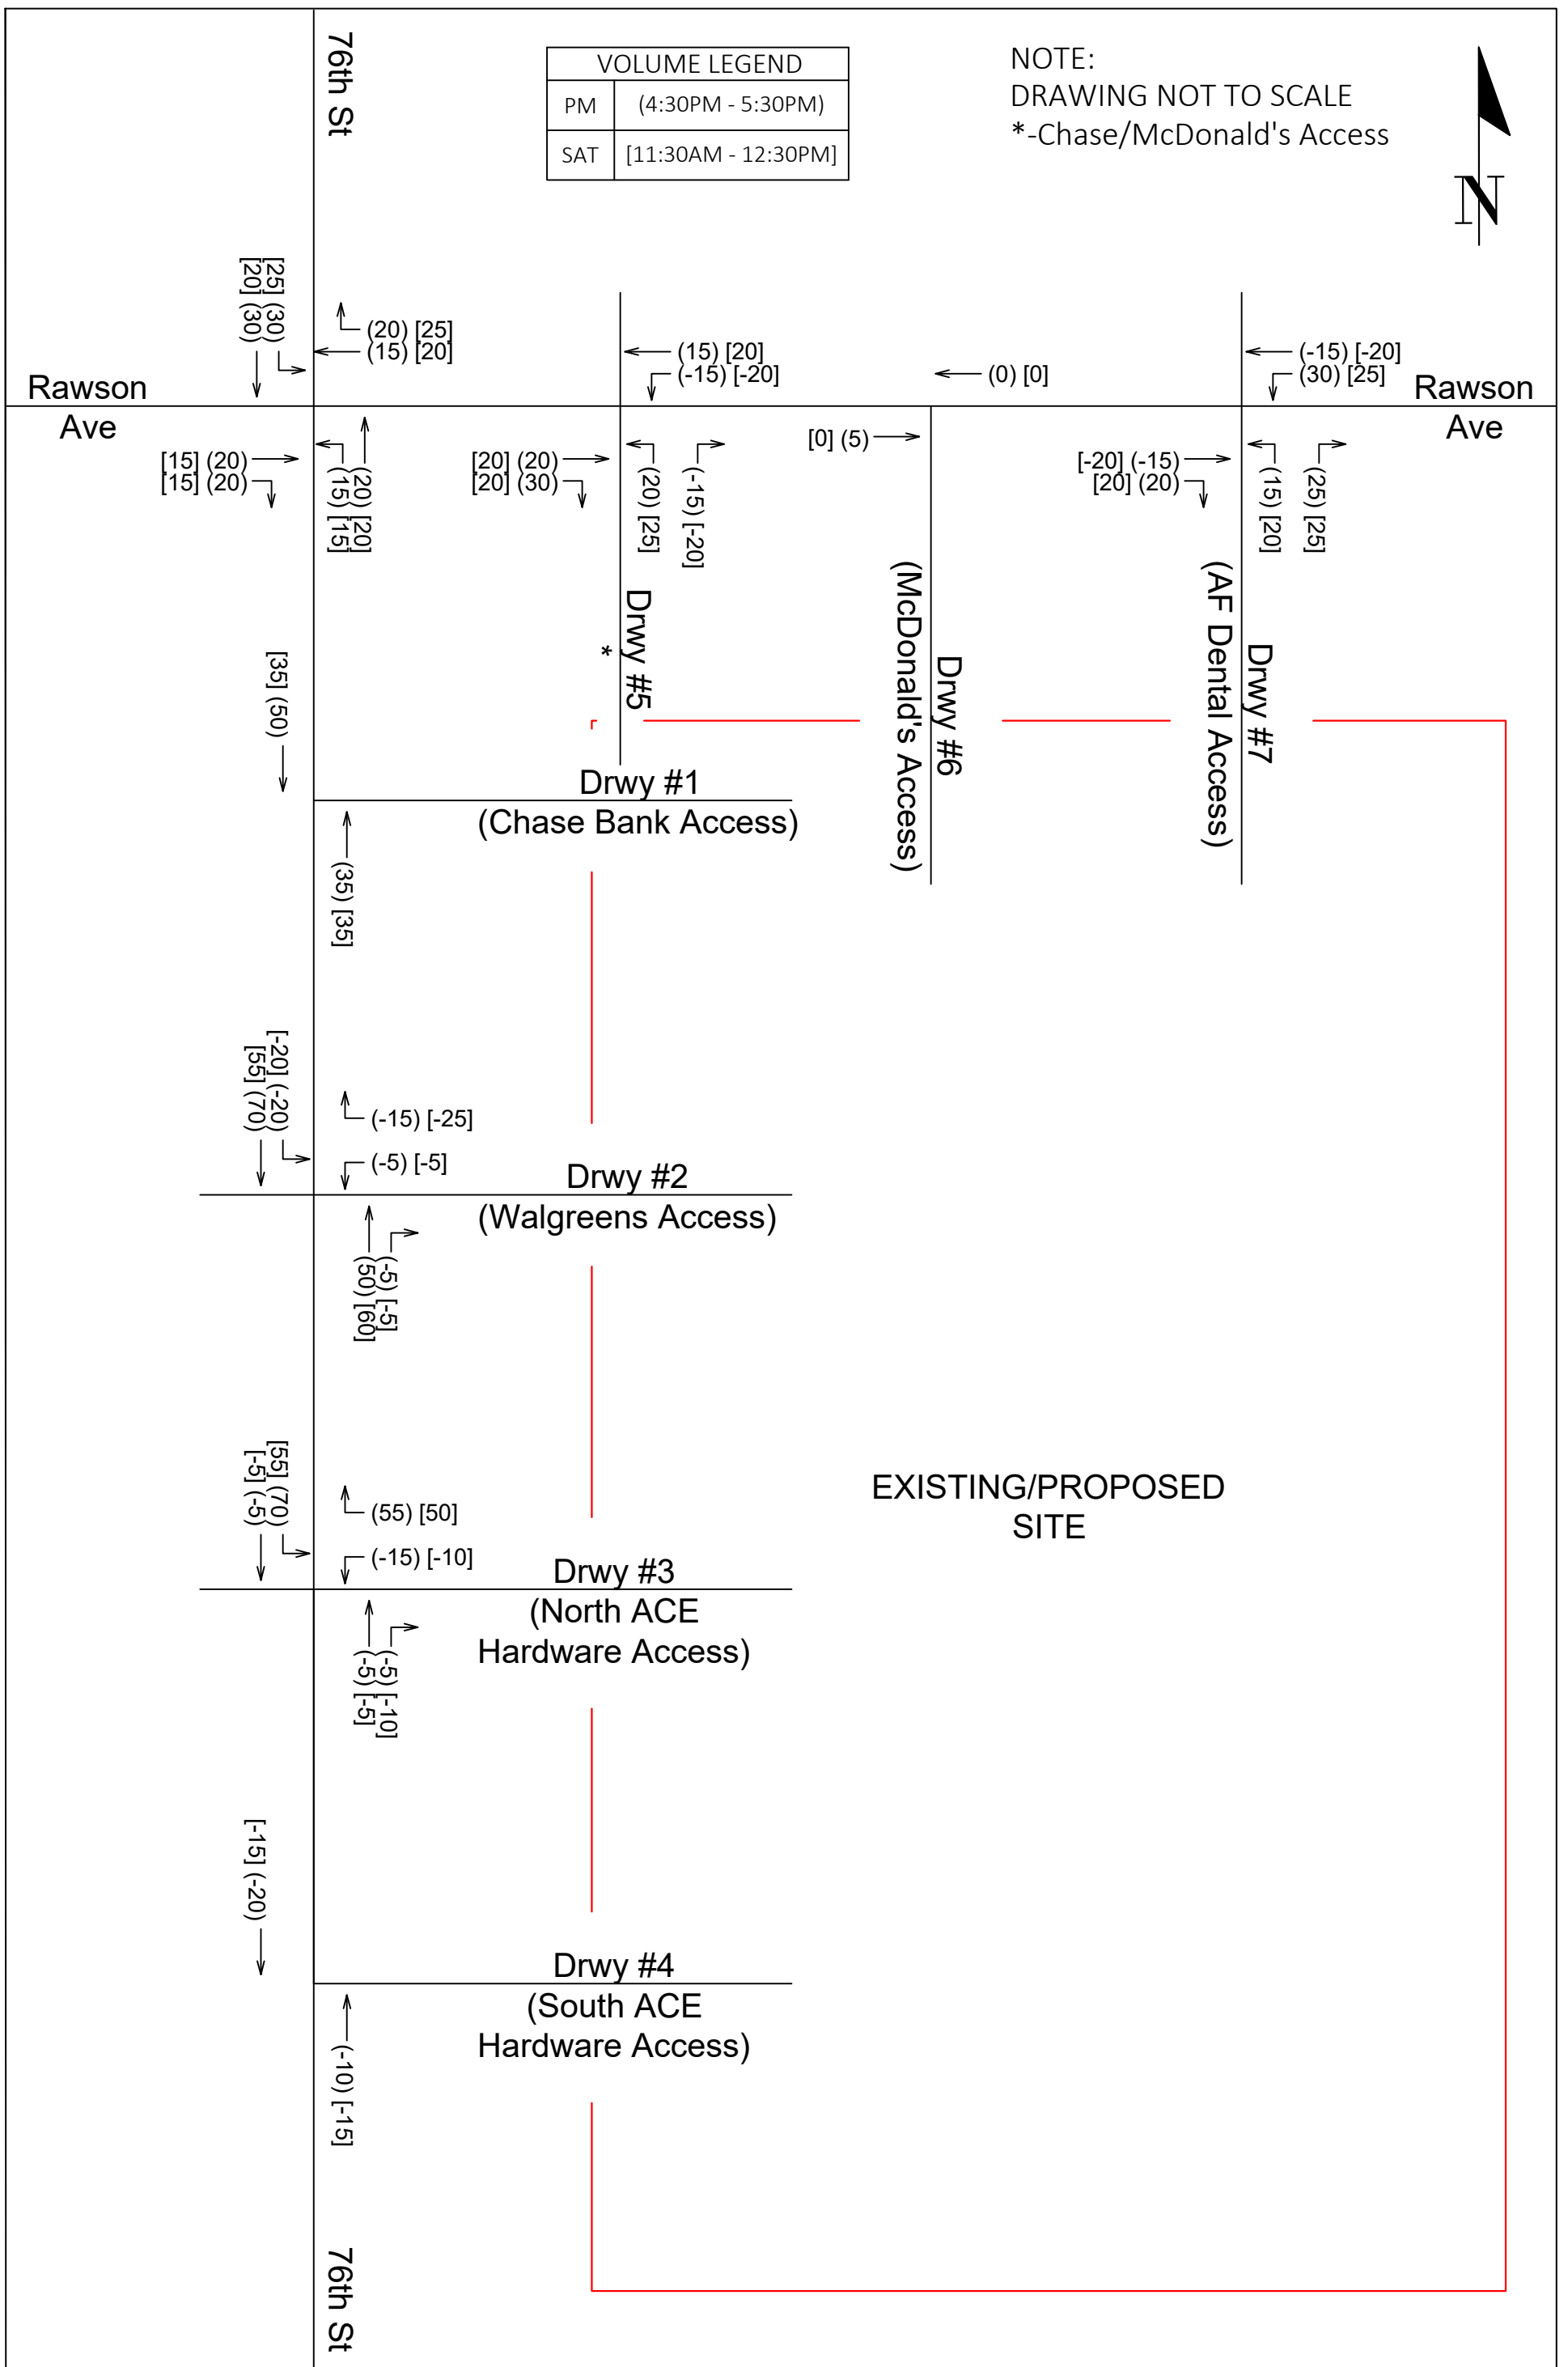 76th St
VOLUME LEGEND
PM (4:30PM - 5:30PM)
SAT [11:30AM - 12:30PM]
NOTE:
DRAWING NOT TO SCALE
*-Chase/McDonald's Access
N
[25] (30)
[20] (30)
(20) [25]
(15) [20]
(15) [20]
(-15) [-20]
(0) [0]
(-15) [-20]
(30) [25]
Rawson
Ave
Rawson
Ave
[15] (20)
[15] (20)
(20) [20]
(15) [15]
[20] (20)
[20] (30)
(20) [25]
(-15) [-20]
[0] (5)
[-20] (-15)
[20] (20)
(15) [20]
(25) [25]
Drwy #5
*
Drwy #6
(McDonald's Access)
Drwy #7
(AF Dental Access)
[35] (50)
Drwy #1
(Chase Bank Access)
(35) [35]
[-20] (-20)
[55] (70)
(-15) [-25]
(-5) [-5]
Drwy #2
(Walgreens Access)
(-5) [-5]
(50) [60]
[55] (70)
[-5] (-5)
(55) [50]
(-15) [-10]
EXISTING/PROPOSED
SITE
Drwy #3
(North ACE
Hardware Access)
(-5) [-10]
(-5) [-5]
[-15] (-20)
Drwy #4
(South ACE
Hardware Access)
(-10) [-15]
76th St